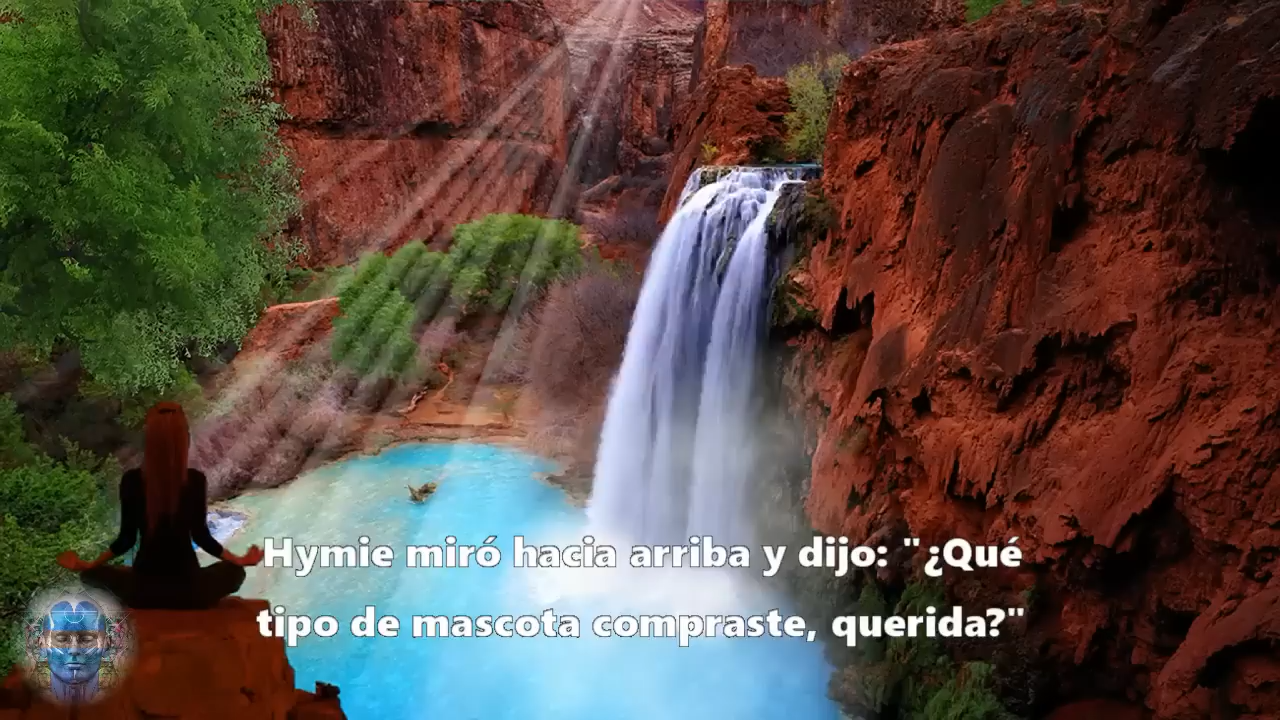 Hymie miró hacia arriba y dijo: "¿Qué
tipo de mascota compraste, querida?"